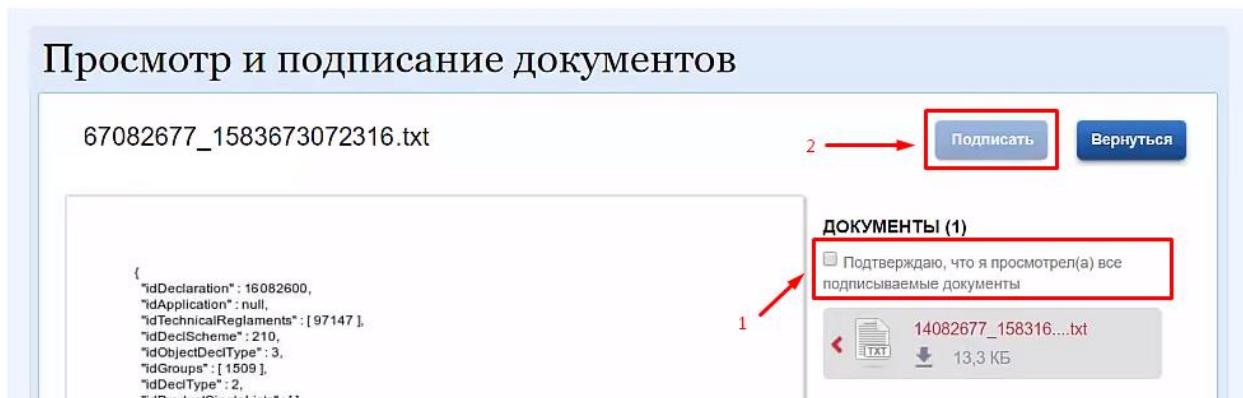 Просмотр и подписание документов
67082677_1583673072316.txt
2
Подписать
Вернуться
ДОКУМЕНТЫ (1)
Подтверждаю, что я просмотрел(а) все
подписываемые документы
1
14082677_158316....txt
TXT
13,3 КБ
{
"idDeclaration" : 16082600,
"idApplication" : null,
"idTechnicalReglaments" : [ 97147 ],
"idDeclScheme" : 210,
"idObjectDeclType" : 3,
"idGroups" : [ 1509 ],
"idDeclType" : 2,